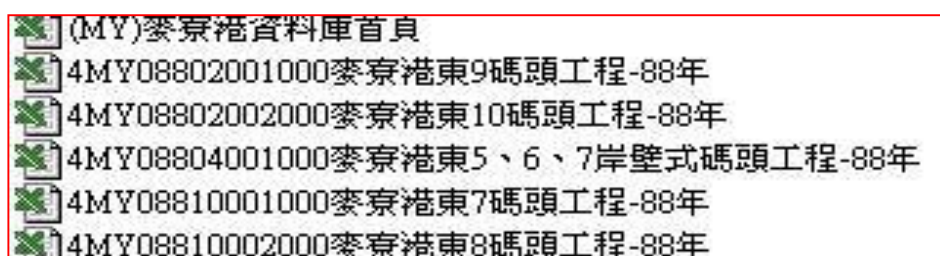 (MY)麥寮港資料庫首頁
4MY08802001000麥寮港東9碼頭工程-88年
4MY08802002000麥寮港東10碼頭工程-88年
4MY08804001000麥寮港東5、6、7岸壁式碼頭工程-88年
4MY08810001000麥寮港東7碼頭工程-88年
4MY08810002000麥寮港東8碼頭工程-88年